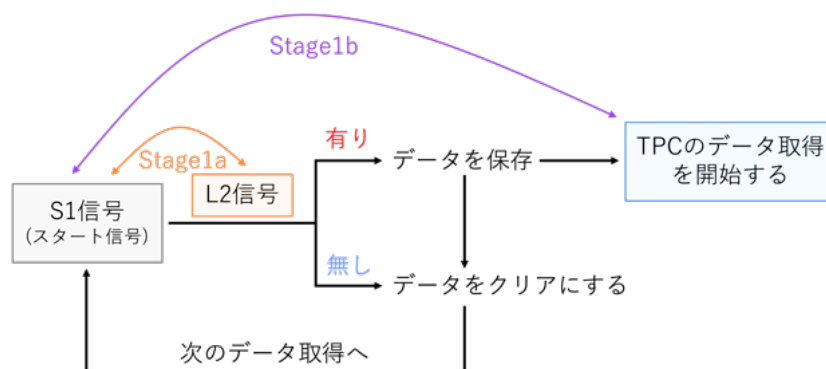 Stage1b
Stage1a
有り
データを保存
TPCのデータ取得
を開始する
S1信号
(スタート信号)
L2信号
無し
データをクリアにする
次のデータ取得へ